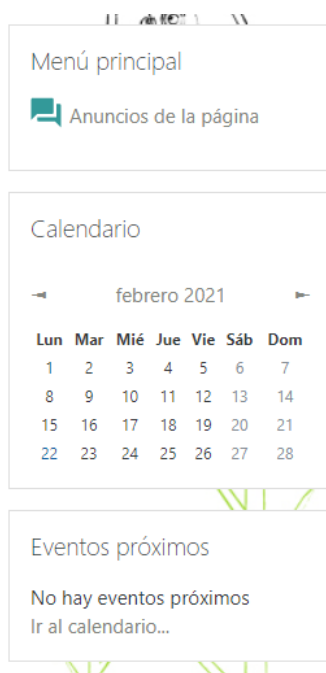 Menú principal
Anuncios de la página
Calendario
febrero 2021
Lun Mar Mié Jue Vie Sáb Dom
1 2 3 4 5 6 7
8 9 10 11 12 13 14
15 16 17 18 19 20 21
22 23 24 25 26 27 28
Eventos próximos
No hay eventos próximos
Ir al calendario...